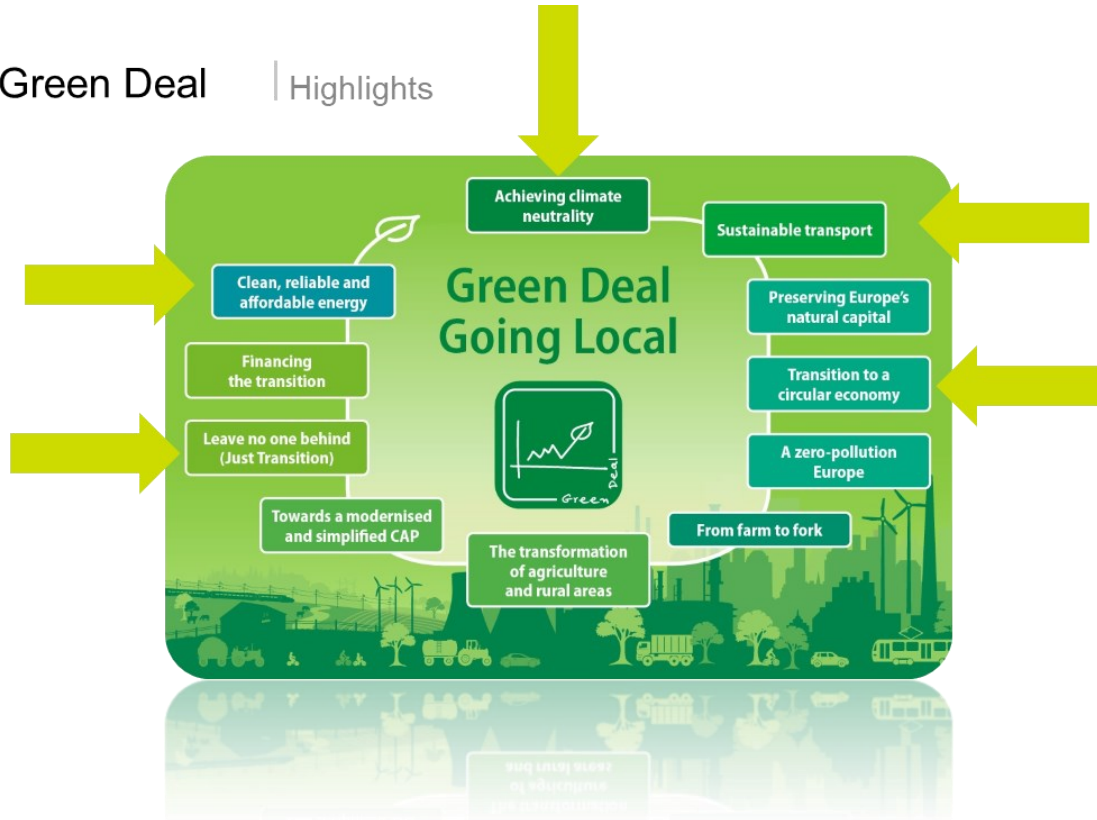 Green Deal
Highlights
Achieving climate
neutrality
Sustainable transport
Clean, reliable and
affordable energy
Green Deal
Going Local
Preserving Europe's
natural capital
Financing
the transition
Transition to a
circular economy
Leave no one behind
(Just Transition)
A zero-pollution
Europe
Green Deal
Towards a modernised
and simplified CAP
From farm to fork
The transformation
of agriculture
and rural areas